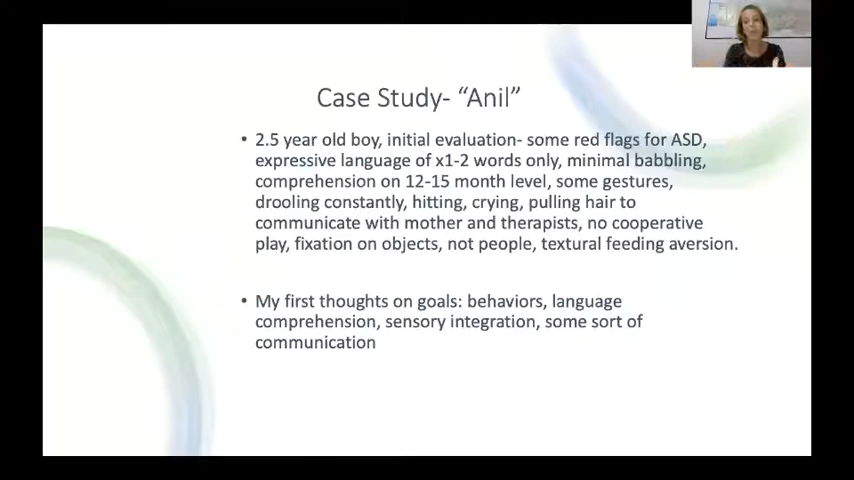 Case Study- “Anil”
• 2.5 year old boy, initial evaluation- some red flags for ASD,
expressive language of x1-2 words only, minimal babbling,
comprehension on 12-15 month level, some gestures,
drooling constantly, hitting, crying, pulling hair to
communicate with mother and therapists, no cooperative
play, fixation on objects, not people, textural feeding aversion.
• My first thoughts on goals: behaviors, language
comprehension, sensory integration, some sort of
communication